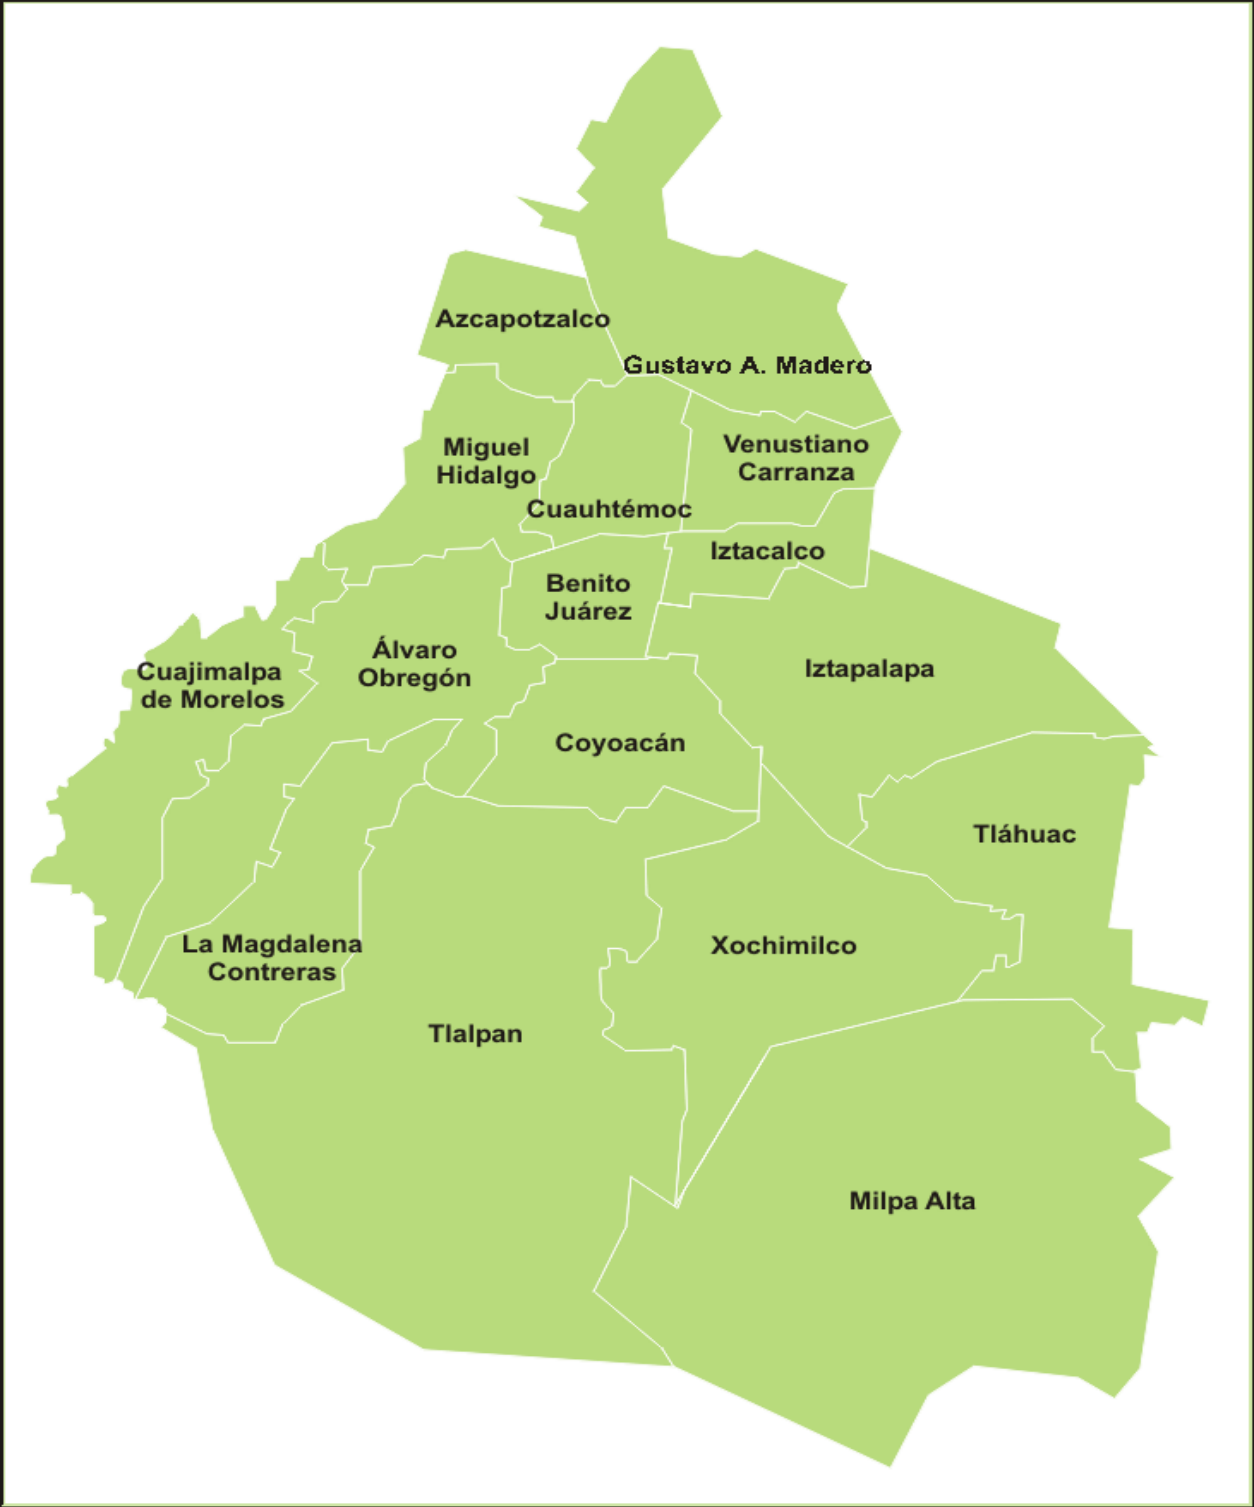 Azcapotzalco
Gustavo A. Madero
Miguel
Hidalgo
Venustiano
Carranza
Cuauhtémoc
Iztacalco
Benito
Juárez
Álvaro
Obregón
Cuajimalpa
de Morelos
Iztapalapa
Coyoacán
Tláhuac
La Magdalena
Contreras
Xochimilco
Tlalpan
Milpa Alta